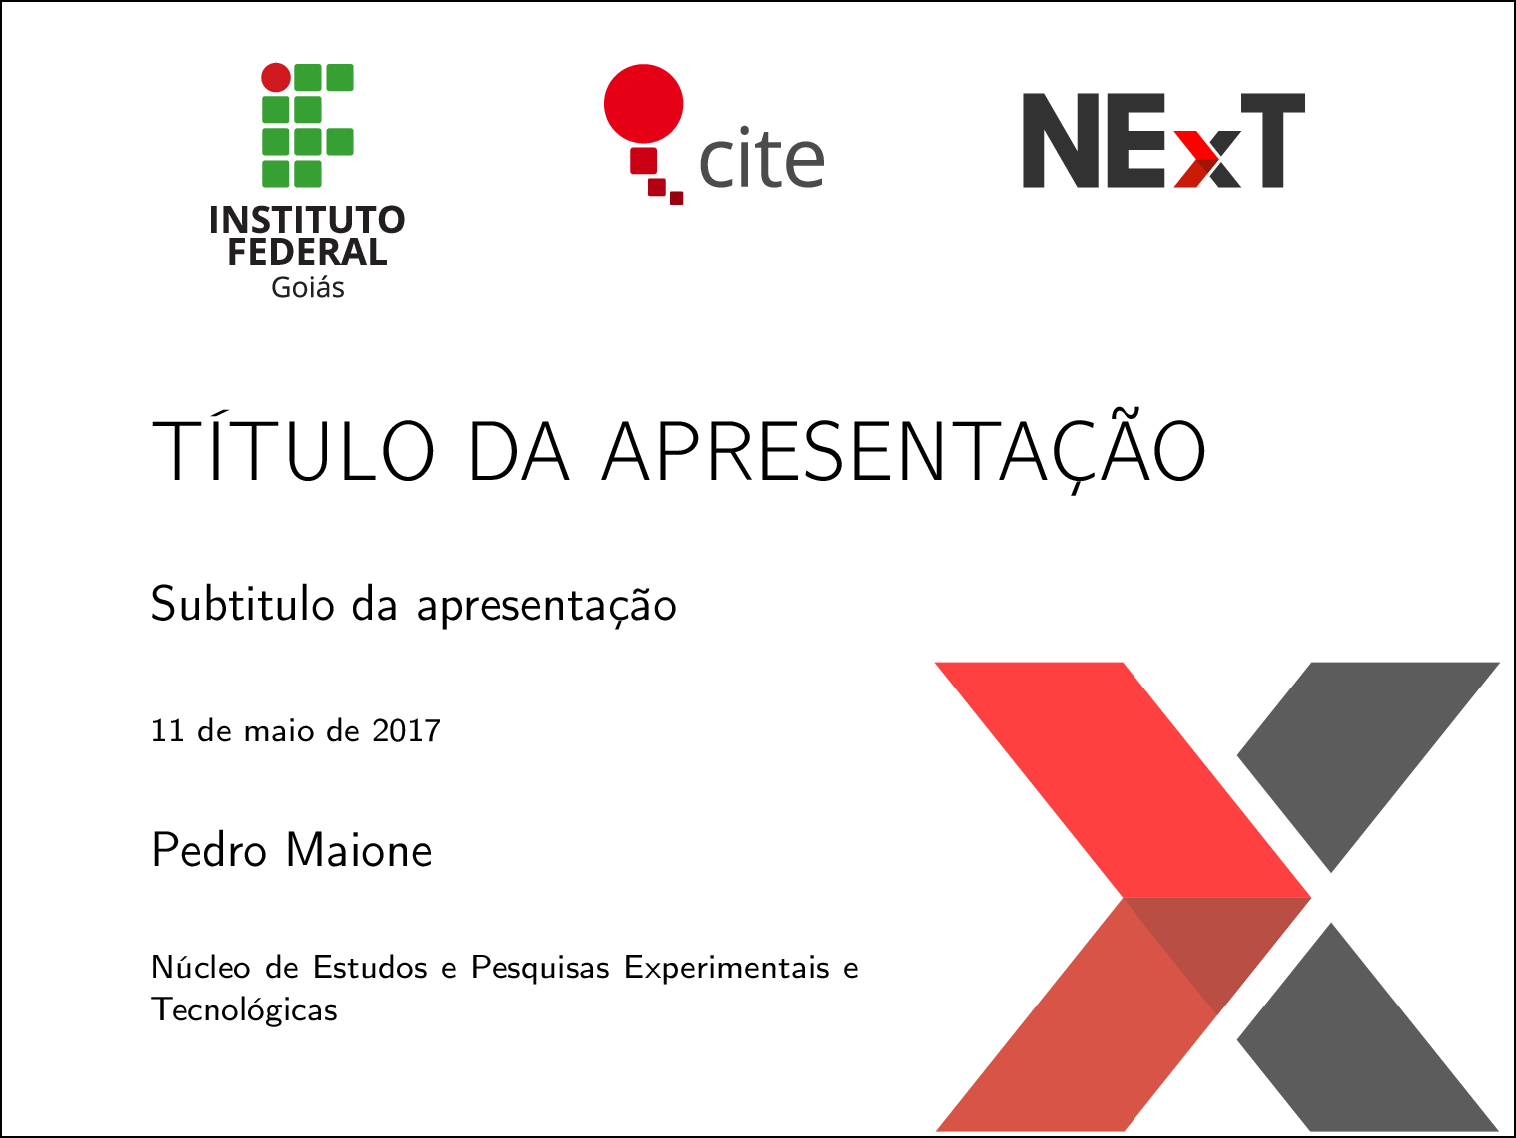 INSTITUTO
FEDERAL
Goiás
cite
NExT
TÍTULO DA APRESENTAÇÃO
Subtitulo da apresentação
11 de maio de 2017
Pedro Maione
Núcleo de Estudos e Pesquisas Experimentais e
Tecnológicas